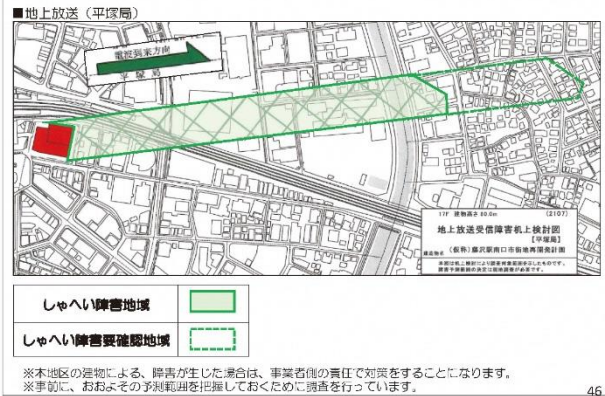 ■地上放送（平塚局）
電波到来方向
平塚局
17F 建物高さ 60.0m (2107)
地上放送受信障害机上検討図
【平塚局】
(仮称)藤沢駅南口市街地再開発計画
しゃへい障害地域
しゃへい障害要確認地域
※本地区の建物による、障害が生じた場合は、事業者側の責任で対策をすることになります。
※事前に、おおよその予測範囲を把握しておくために調査を行っています。
46